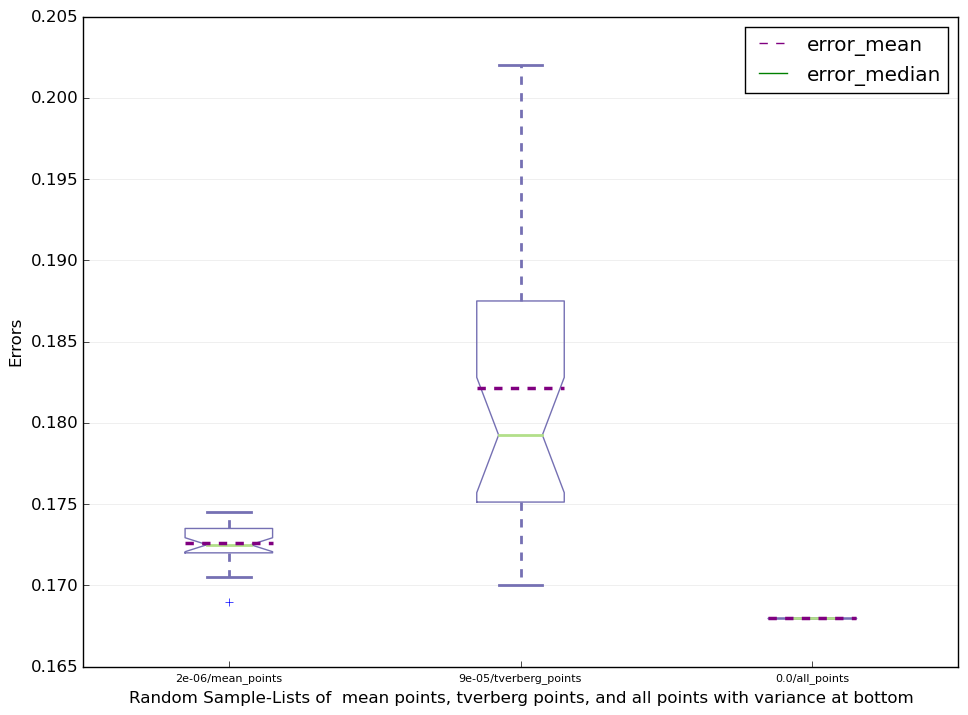 0.205
error_mean
error_median
0.200
0.195
0.190
0.185
0.180
0.175
0.170
0.165
Errors
2e-06/mean_points 9e-05/tverberg_points 0.0/all_points
Random Sample-Lists of  mean points, tverberg points, and all points with variance at bottom